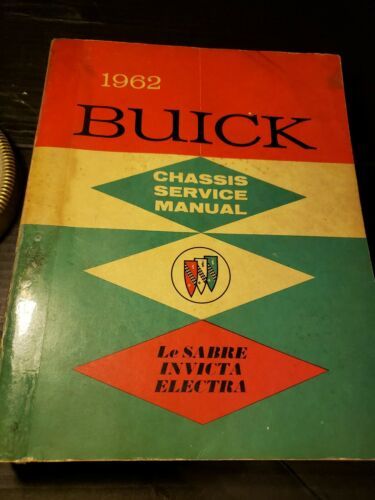 1962
BUICK
CHASSIS
SERVICE
MANUAL
Le SABRE
INVICTA
ELECTRA